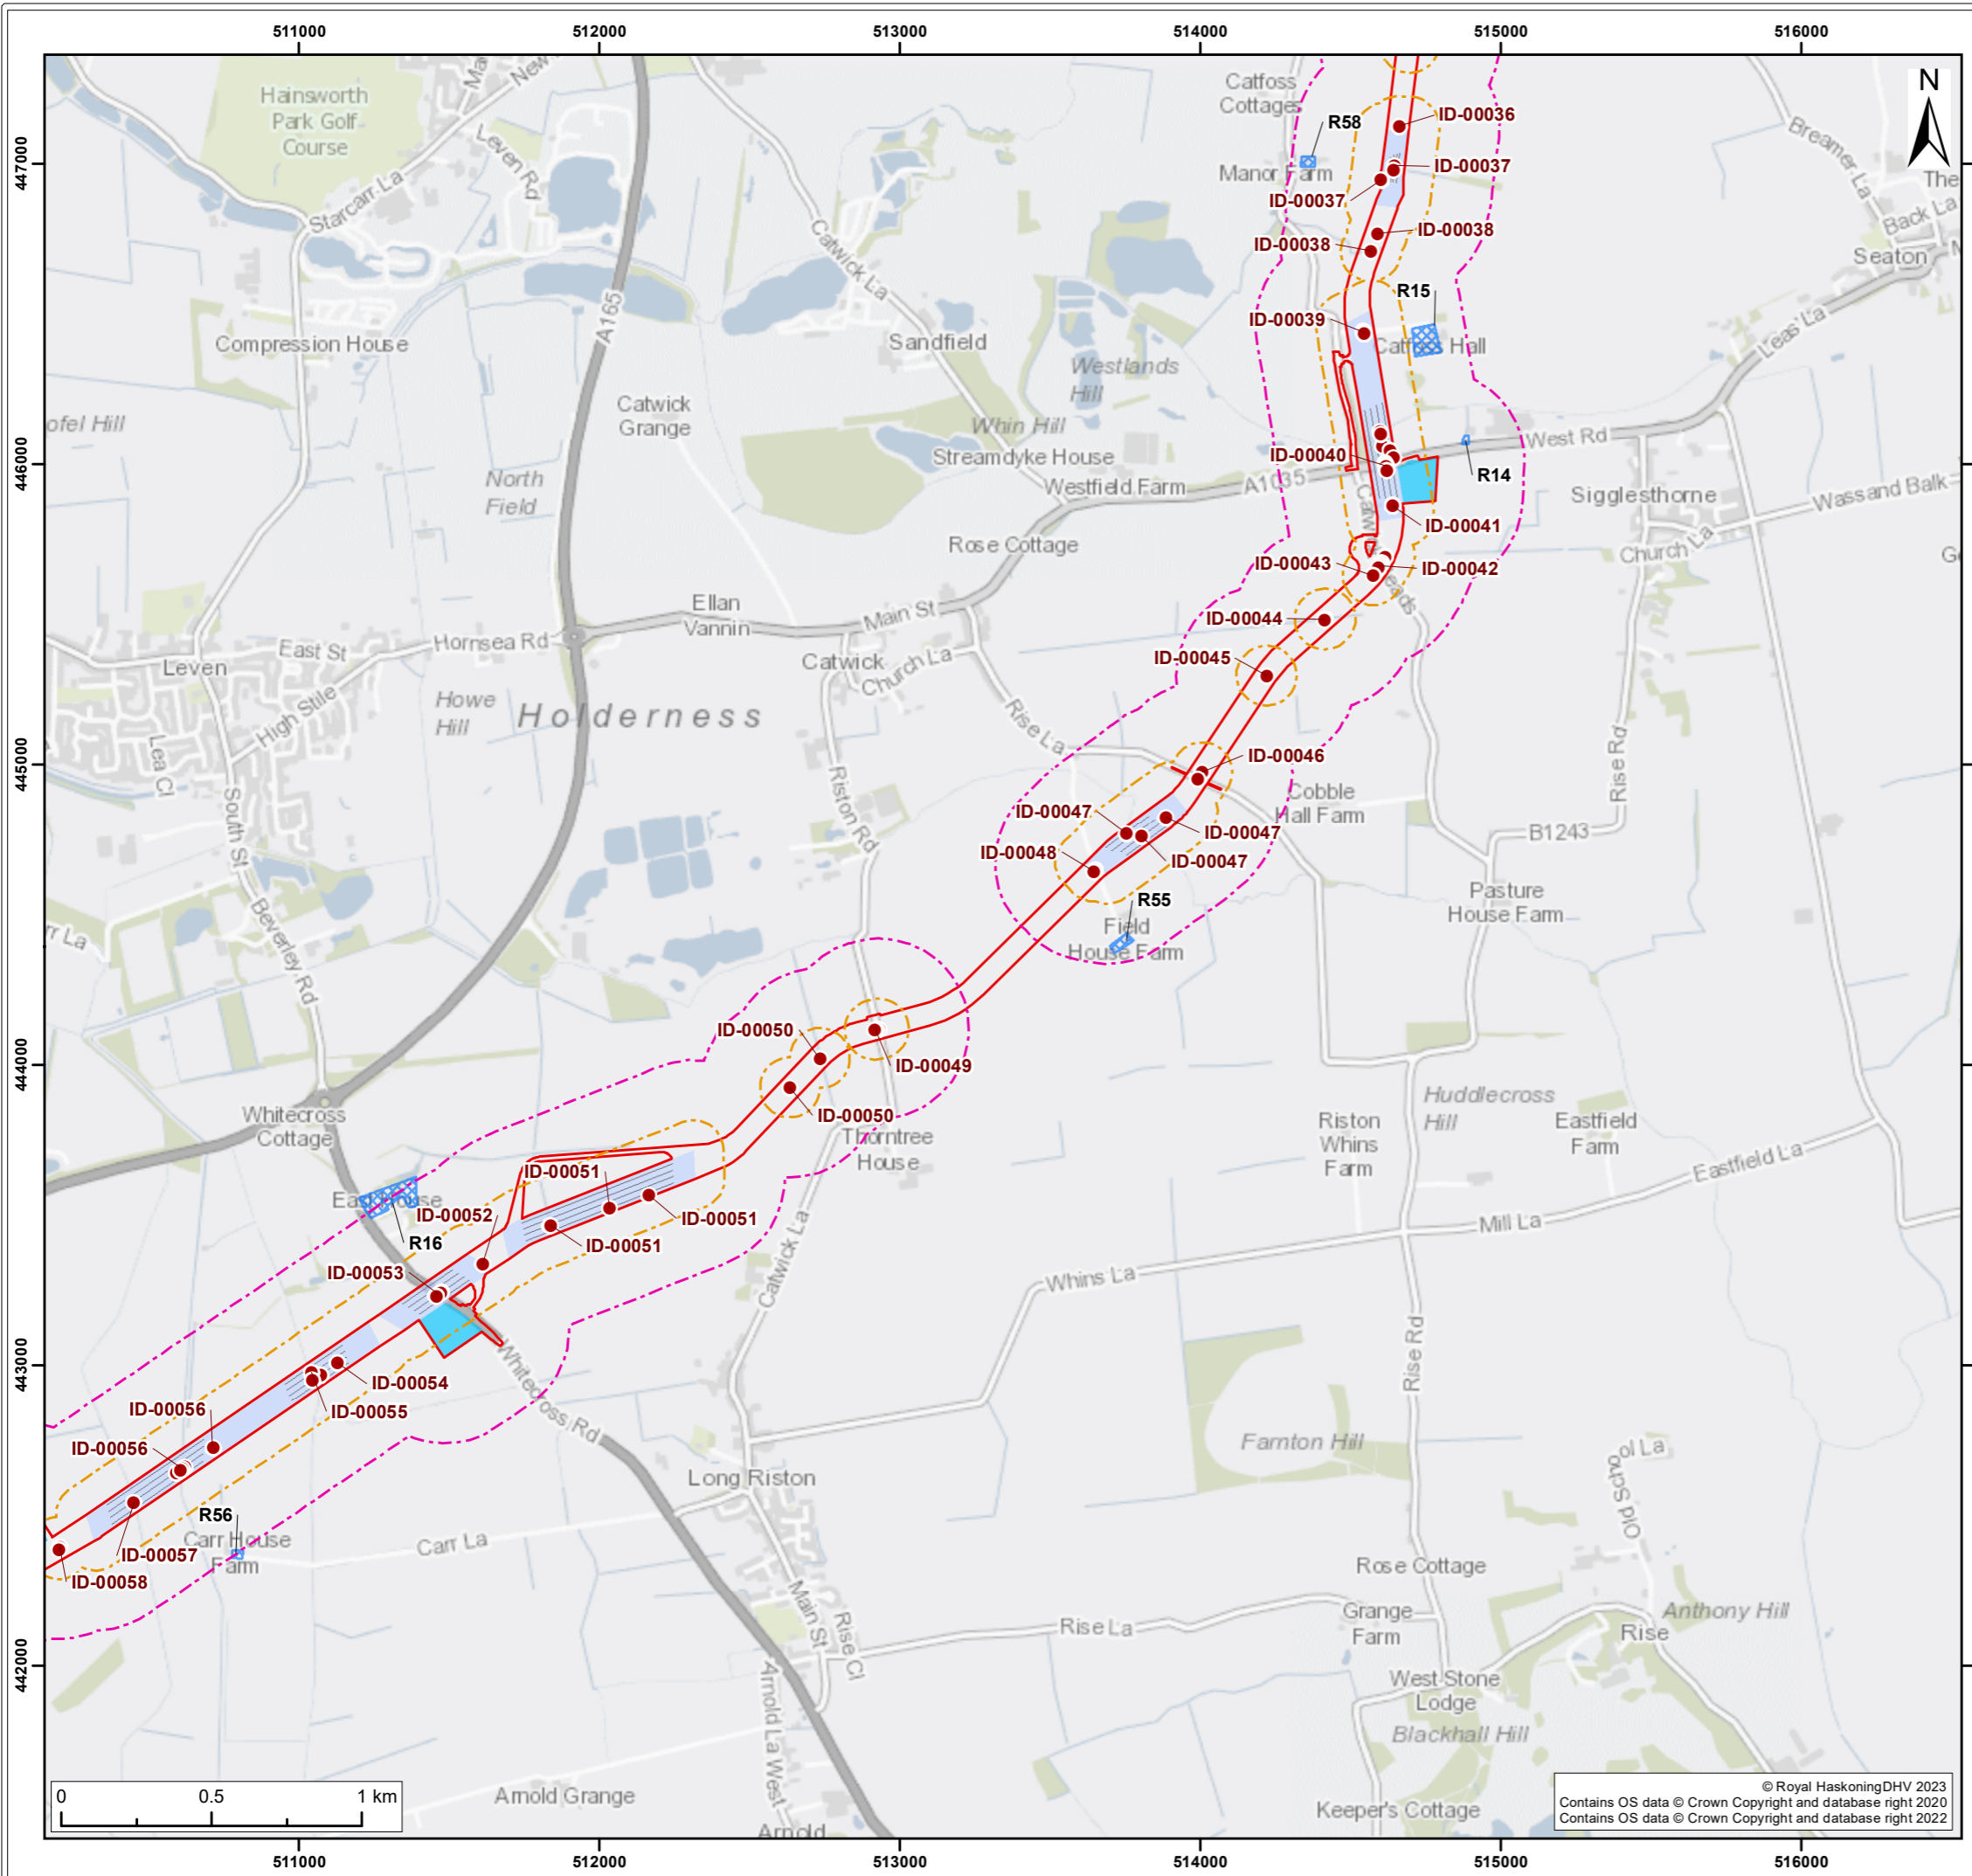 511000
512000
513000
514000
515000
516000
447000
446000
445000
444000
443000
442000
N
Hainsworth
Park Golf
Course
Leven Rd
Starcarr La
A165
Catwick La
Catfoss
Cottages
R58
Manor Farm
ID-00036
ID-00037
ID-00037
ID-00038
ID-00038
Breamer La
The
Back La
Seaton
Leas La
R15
ID-00039
Catfoss Hall
Compression House
Sandfield
Westlands
Hill
Catwick
Grange
Whin Hill
Streamdyke House
Westfield Farm
ofel Hill
North
Field
ID-00040
A1035
West Rd
R14
Sigglesthorne
Wassand Balk
ID-00041
Church La
Rose Cottage
ID-00043
ID-00042
ID-00044
Ellan
Vannin
Main St
Hornsea Rd
East St
Leven
Catwick
Church La
ID-00045
High Stile
Howe
Hill
Holderness
Rise La
Lea Cl
South St
Riston Rd
ID-00046
Rise Rd
Cobble
Hall Farm
B1243
ID-00047
ID-00047
ID-00047
ID-00048
R55
Field
House Farm
Pasture
House Farm
rr La
Beverley Rd
ID-00050
ID-00049
ID-00050
Thorntree
House
Whitecross
Cottage
Huddlecross
Hill
Riston
Whins
Farm
Eastfield
Farm
Eastfield La
Mill La
ID-00051
ID-00051
ID-00051
ID-00052
R16
ID-00053
Catwick La
Whins La
Whitecross Rd
ID-00054
ID-00055
ID-00056
ID-00056
ID-00057
ID-00058
R56
Carr House
Farm
Carr La
Long Riston
Rise Rd
Farnton Hill
Old School La
Rose Cottage
Grange
Farm
Anthony Hill
Rise
Main St
Rise Cl
Rise La
West Stone
Lodge
Blackhall Hill
Keeper's Cottage
Arnold La West
Arnold Grange
Arnold
0
0.5
1 km
© Royal HaskoningDHV 2023
Contains OS data © Crown Copyright and database right 2020
Contains OS data © Crown Copyright and database right 2022
511000
512000
513000
514000
515000
516000